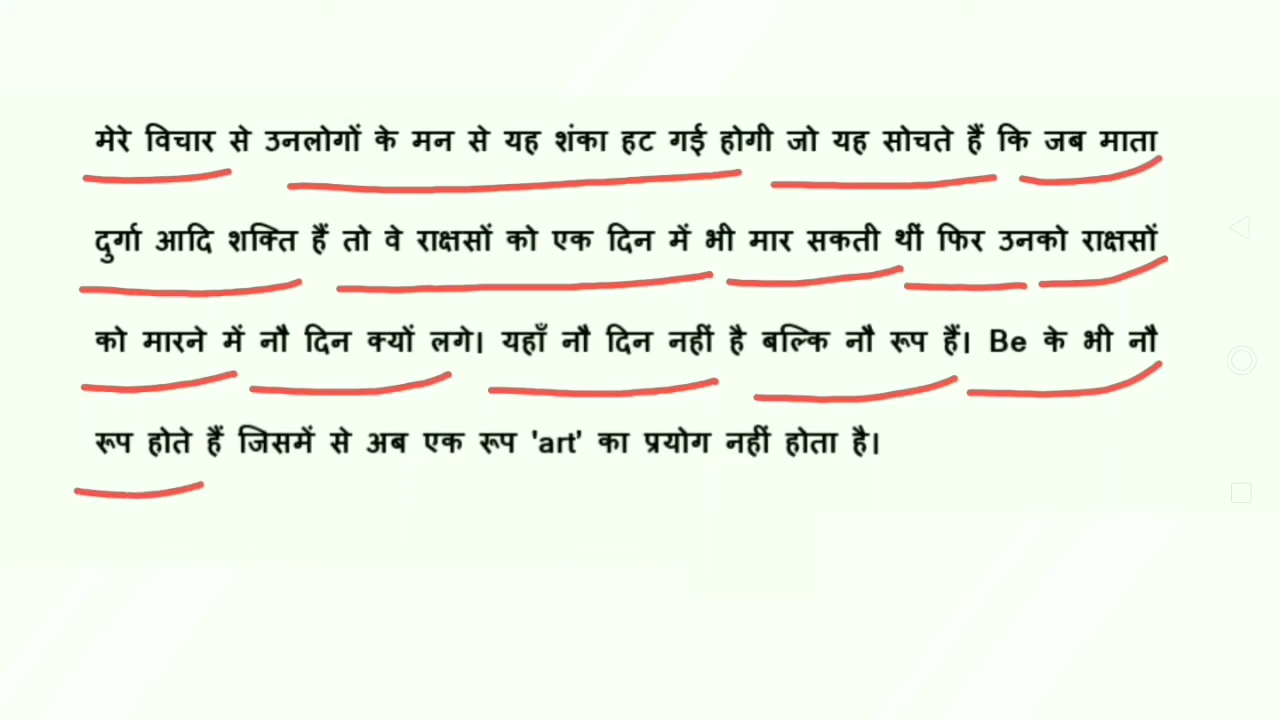 मेरे विचार से उनलोगों के मन से यह शंका हट गई होगी जो यह सोचते हैं कि जब माता
दुर्गा आदि शक्ति हैं तो वे राक्षसों को एक दिन में भी मार सकती थीं फिर उनको राक्षसों
को मारने में नौ दिन क्यों लगे। यहाँ नौ दिन नहीं है बल्कि नौ रूप हैं। Be के भी नौ
रूप होते हैं जिसमें से अब एक रूप 'art' का प्रयोग नहीं होता है।